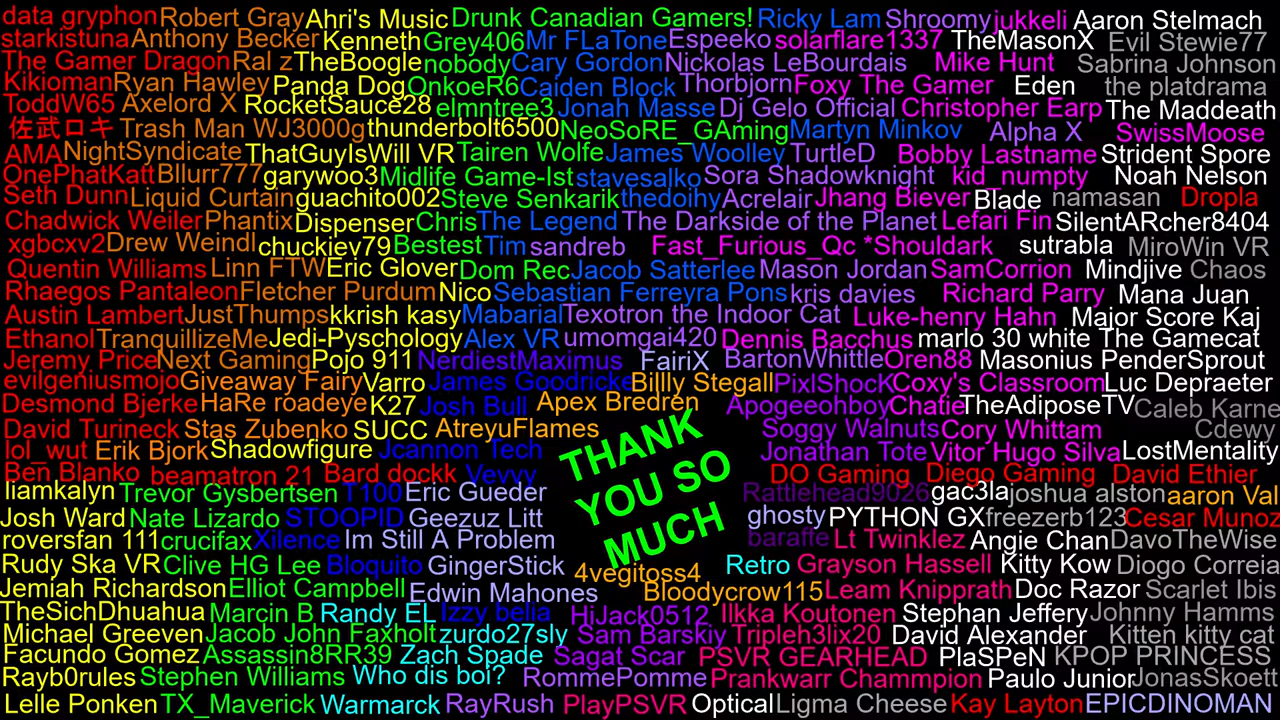 data gryphon Robert Gray Ahri's Music Drunk Canadian Gamers! Ricky Lam Shroomy jukkeli Aaron Stelmach
starkistuna Anthony Becker Kenneth Grey406 Mr FLaTone Espeeko solarflare1337 TheMasonX Evil Stewie77
The Gamer Dragon Ral z TheBoogle nobody Cary Gordon Nickolas LeBourdais Mike Hunt Sabrina Johnson
Kikioman Ryan Hawley Panda Dog OnkoeR6 Caiden Block Thorbjorn Foxy The Gamer Eden the platdrama
ToddW65 Axelord X RocketSauce28 elmntree3 Jonah Masse Dj Gelo Official Christopher Earp The Maddeath
佐武ロキ Trash Man WJ3000g thunderbolt6500 NeoSoRE_GAming Martyn Minkov Alpha X SwissMoose
AMA NightSyndicate ThatGuyIsWill VR Tairen Wolfe James Woolley TurtleD Bobby Lastname Strident Spore
OnePhatKatt Bllurr777 garywoo3 Midlife Game-Ist stavesalko Sora Shadowknight kid_numpty Noah Nelson
Seth Dunn Liquid Curtain guachito002 Steve Senkarik thedoihy Acrelair Jhang Biever Blade namasan Dropla
Chadwick Weiler Phantix Dispenser Chris The Legend The Darkside of the Planet Lefari Fin SilentARcher8404
xgbcxv2 Drew Weindl chuckiev79 Bestest Tim sandreb Fast_Furious_Qc *Shouldark sutrabla MiroWin VR
Quentin Williams Linn FTW Eric Glover Dom Rec Jacob Satterlee Mason Jordan SamCorrion Mindjive Chaos
Rhaegos Pantaleon Fletcher Purdum Nico Sebastian Ferreyra Pons kris davies Richard Parry Mana Juan
Austin Lambert JustThumps kkrish kasy Mabarial Texotron the Indoor Cat Luke-henry Hahn Major Score Kaj
Ethanol TranquillizeMe Jedi-Pyschology Alex VR umomgai420 Dennis Bacchus marlo 30 white The Gamecat
Jeremy Price Next Gaming Pojo 911 NerdiestMaximus FairiX BartonWhittle Oren88 Masonius PenderSprout
evilgeniusmojo Giveaway Fairy Varro James Goodricke Billly Stegall PixlShocK Coxy's Classroom Luc Depraeter
Desmond Bjerke HaRe roadeye K27 Josh Bull Apex Bredren Apogeeohboy Chatie TheAdiposeTV Caleb Karne
David Turineck Stas Zubenko SUCC AtreyuFlames Soggy Walnuts Cory Whittam Cdewy
lol_wut Erik Bjork Shadowfigure Jcannon Tech Jonathan Tote Vitor Hugo Silva LostMentality
Ben Blanko beamatron 21 Bard dockk Vevvy DO Gaming Diego Gaming David Ethier
THANK
YOU SO
MUCH
liamkalyn Trevor Gysbertsen T100 Eric Gueder Rattlehead9026 gac3la joshua alston aaron Val
Josh Ward Nate Lizardo STOOPID Geezuz Litt ghosty PYTHON GX freezerb123 Cesar Munoz
roversfan 111 crucifax Xilence Im Still A Problem baraffe Lt Twinklez Angie Chan DavoTheWise
Rudy Ska VR Clive HG Lee Bloquito GingerStick 4vegitoss4 Retro Grayson Hassell Kitty Kow Diogo Correia
Jemiah Richardson Elliot Campbell Edwin Mahones Bloodycrow115 Leam Knipprath Doc Razor Scarlet Ibis
TheSichDhuahua Marcin B Randy EL Izzy belia HiJack0512 Ilkka Koutonen Stephan Jeffery Johnny Hamms
Michael Greeven Jacob John Faxholt zurdo27sly Sam Barskiy Tripleh3lix20 David Alexander Kitten kitty cat
Facundo Gomez Assassin8RR39 Zach Spade Sagat Scar PSVR GEARHEAD PlaSPeN KPOP PRINCESS
Rayb0rules Stephen Williams Who dis boi? RommePomme Prankwarr Chammpion Paulo Junior JonasSkoett
Lelle Ponken TX_Maverick Warmarck RayRush PlayPSVR Optical Ligma Cheese Kay Layton EPICDINOMAN